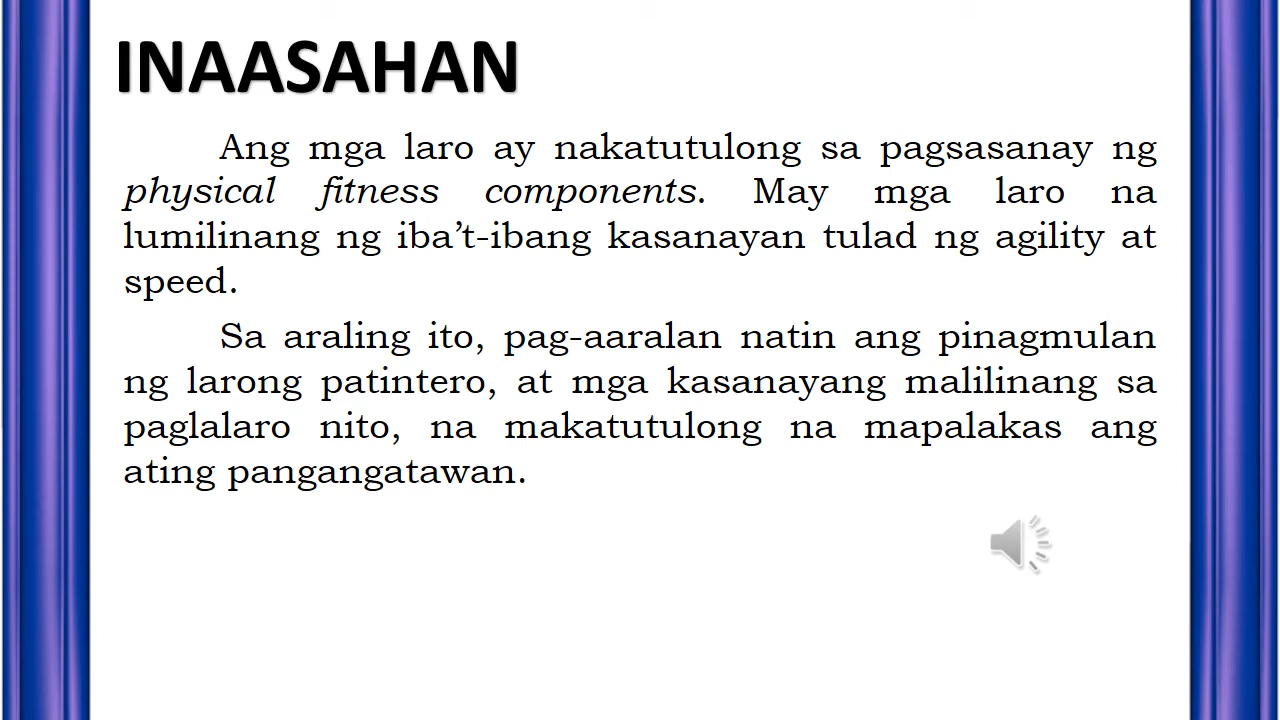 INAASAHAN
Ang mga laro ay nakatutulong sa pagsasanay ng
physical fitness components. May mga laro na
lumilinang ng iba’t-ibang kasanayan tulad ng agility at
speed.
Sa araling ito, pag-aaralan natin ang pinagmulan
ng larong patintero, at mga kasanayang malilinang sa
paglalaro nito, na makatutulong na mapalakas ang
ating pangangatawan.